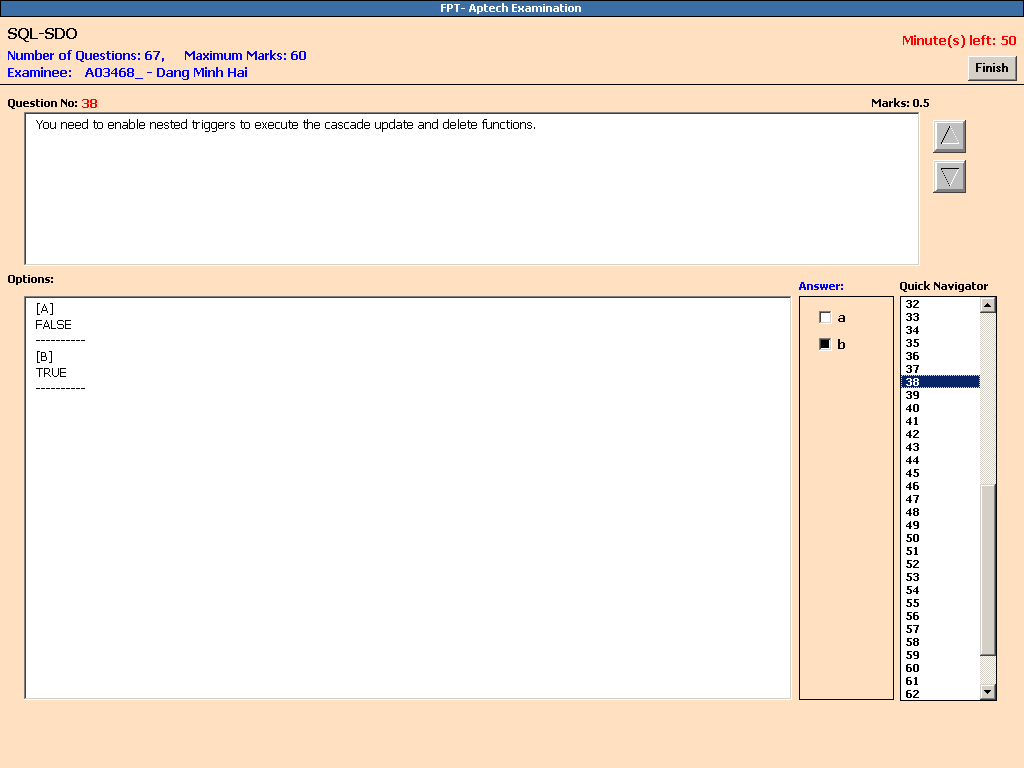 FPT- Aptech Examination
SQL-SDO
Number of Questions: 67, Maximum Marks: 60
Minute(s) left: 50
Examinee: A03468_ - Dang Minh Hai
Finish
Question No: 38
Marks: 0.5
You need to enable nested triggers to execute the cascade update and delete functions.
Options:
[A]
FALSE
----------
[B]
TRUE
----------
Answer:
a
b
Quick Navigator
32
33
34
35
36
37
38
39
40
41
42
43
44
45
46
47
48
49
50
51
52
53
54
55
56
57
58
59
60
61
62